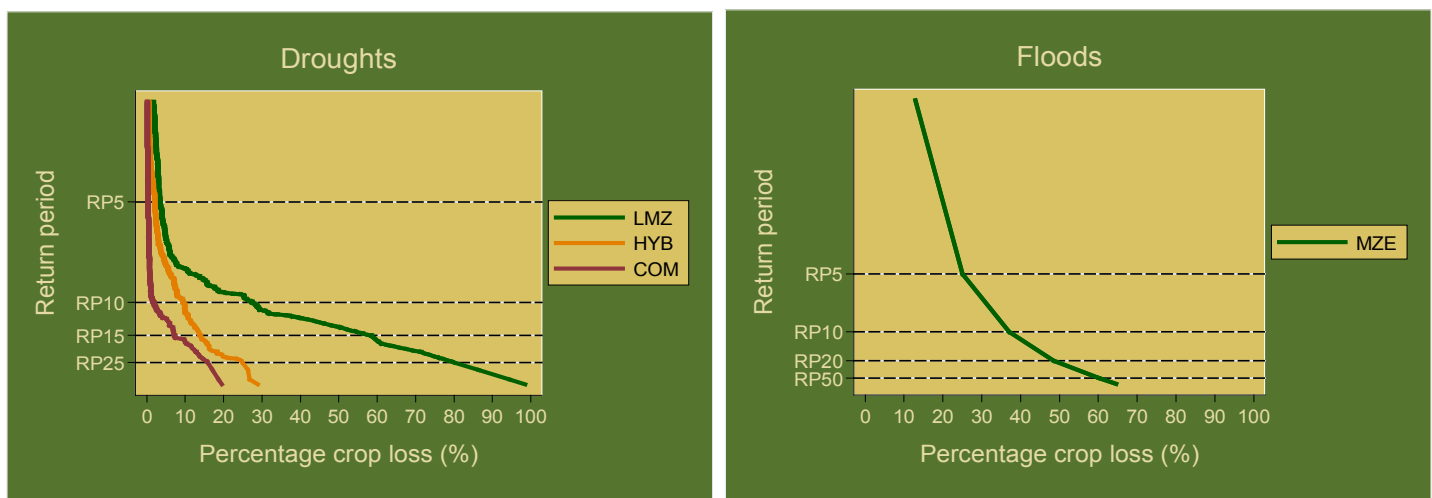 Droughts
Return period
RP5
RP10
RP15
RP25
0 10 20 30 40 50 60 70 80 90 100
Percentage crop loss (%)
LMZ
HYB
COM
Floods
Return period
RP5
RP10
RP20
RP50
0 10 20 30 40 50 60 70 80 90 100
Percentage crop loss (%)
MZE